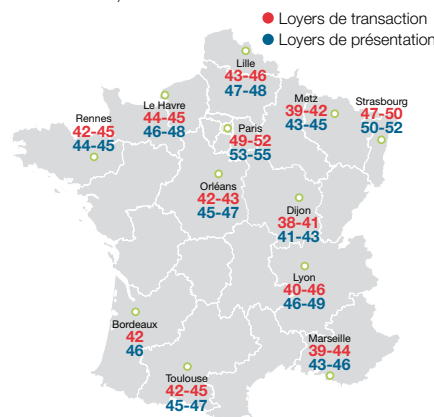 Loyers de transaction
Loyers de présentation
Lille
43-46
47-48
Le Havre
44-45
46-48
Metz
39-42
43-45
Strasbourg
47-50
50-52
Rennes
42-45
44-45
Paris
49-52
53-55
Orléans
42-43
45-47
Dijon
38-41
41-43
Lyon
40-46
46-49
Bordeaux
42
46
Marseille
39-44
43-46
Toulouse
42-45
45-47